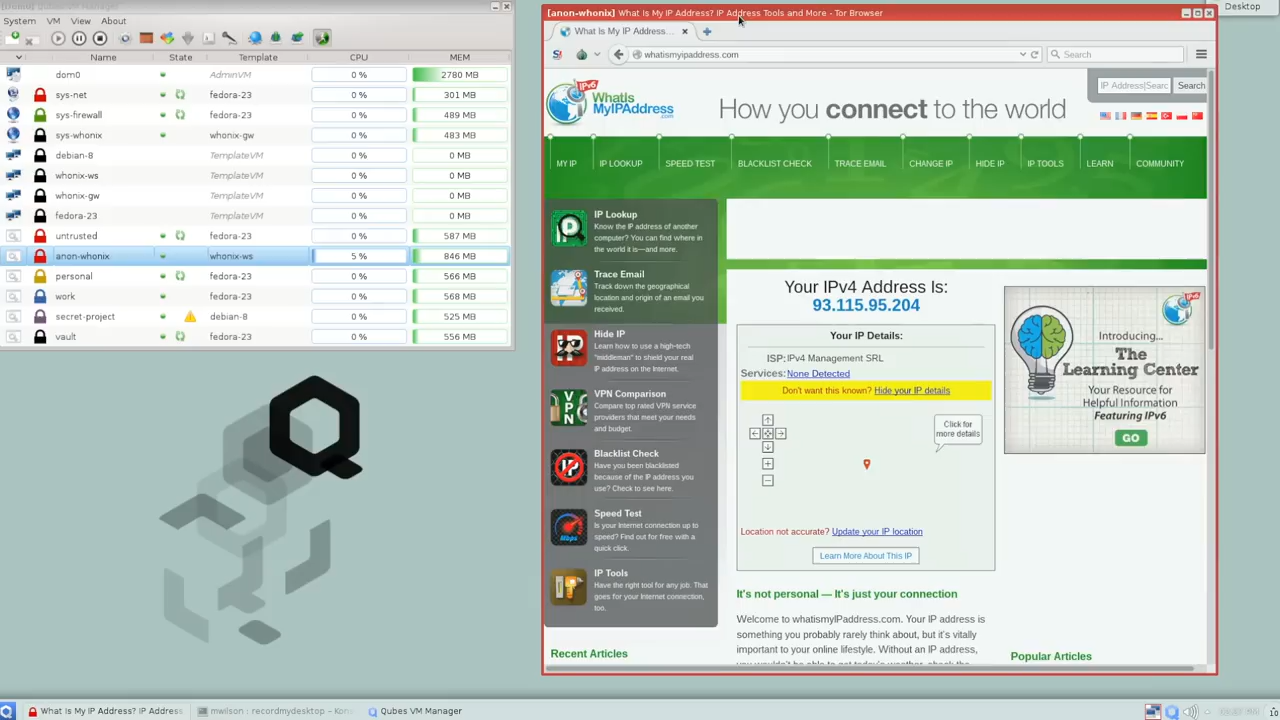 [Demo] Qubes VM Manager
System VM View About
Name State Template CPU MEM
dom0 AdminVM 0 % 2780 MB
sys-net fedora-23 0 % 301 MB
sys-firewall fedora-23 0 % 489 MB
sys-whonix whonix-gw 0 % 483 MB
debian-8 TemplateVM 0 % 0 MB
whonix-ws TemplateVM 0 % 0 MB
whonix-gw TemplateVM 0 % 0 MB
fedora-23 TemplateVM 0 % 0 MB
untrusted fedora-23 0 % 587 MB
anon-whonix whonix-ws 5 % 846 MB
personal fedora-23 0 % 566 MB
work fedora-23 0 % 568 MB
secret-project debian-8 0 % 525 MB
vault fedora-23 0 % 556 MB
[anon-whonix] What Is My IP Address? IP Address Tools and More - Tor Browser
Desktop
What Is My IP Address...
whatismyipaddress.com
Search
IPv6
WhatIs
MyIPAddress
.com
How you connect to the world
IP Address|Searc Search
MY IP IP LOOKUP SPEED TEST BLACKLIST CHECK TRACE EMAIL CHANGE IP HIDE IP IP TOOLS LEARN COMMUNITY
IP Lookup
Know the IP address of another
computer? You can find where in
the world it is—and more.
Trace Email
Track down the geographical
location and origin of an email you
received.
Hide IP
Learn how to use a high-tech
"middleman" to shield your real
IP address on the Internet.
VPN
VPN Comparison
Compare top rated VPN service
providers that meet your needs
and budget.
Blacklist Check
Have you been blacklisted
because of the IP address you
use? Check to see here.
Mbps
Speed Test
Is your Internet connection up to
speed? Find out for free with a
quick click.
IP Tools
Have the right tool for any job. That
goes for your Internet connection,
too.
Recent Articles
Your IPv4 Address Is:
93.115.95.204
Your IP Details:
ISP: IPv4 Management SRL
Services: None Detected
Don't want this known? Hide your IP details
Click for
more details
Location not accurate? Update your IP location
Learn More About This IP
It's not personal — It's just your connection
Welcome to whatismyIPaddress.com. Your IP address is
something you probably rarely think about, but it's vitally
important to your online lifestyle. Without an IP address,
Introducing...
The
Learning Center
Your Resource for
Helpful Information
Featuring IPv6
GO
Popular Articles
What Is My IP Address? IP Address mwilson : recordmydesktop – Kons Qubes VM Manager